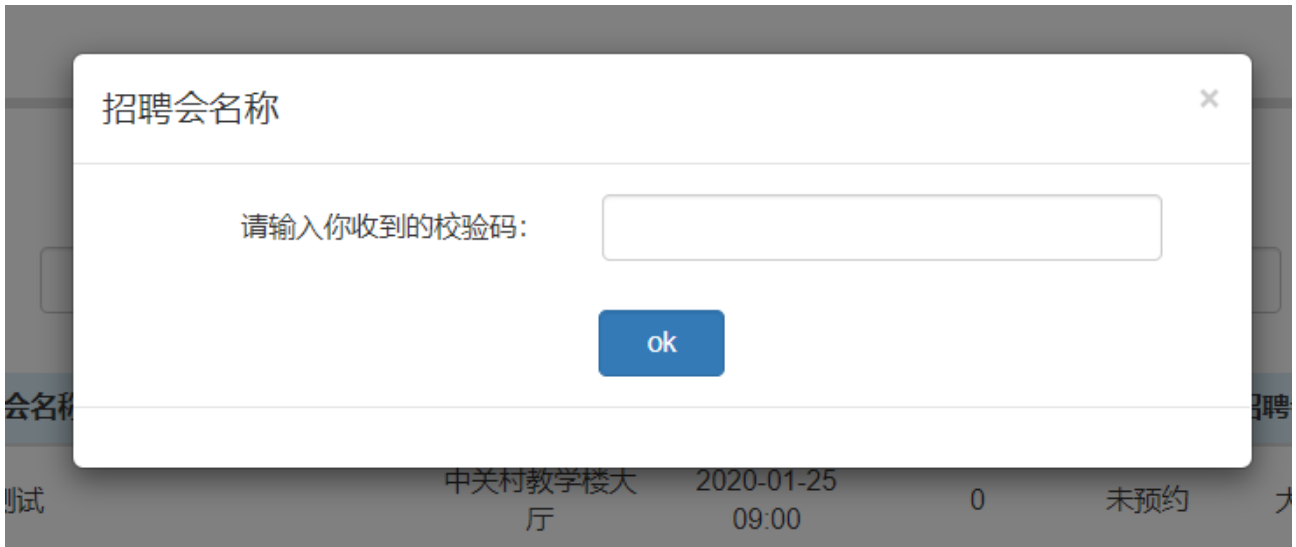 招聘会名称
×
请输入你收到的校验码：
ok
会名称
招聘
测试
中关村教学楼大
厅
2020-01-25
09:00
0
未预约
大